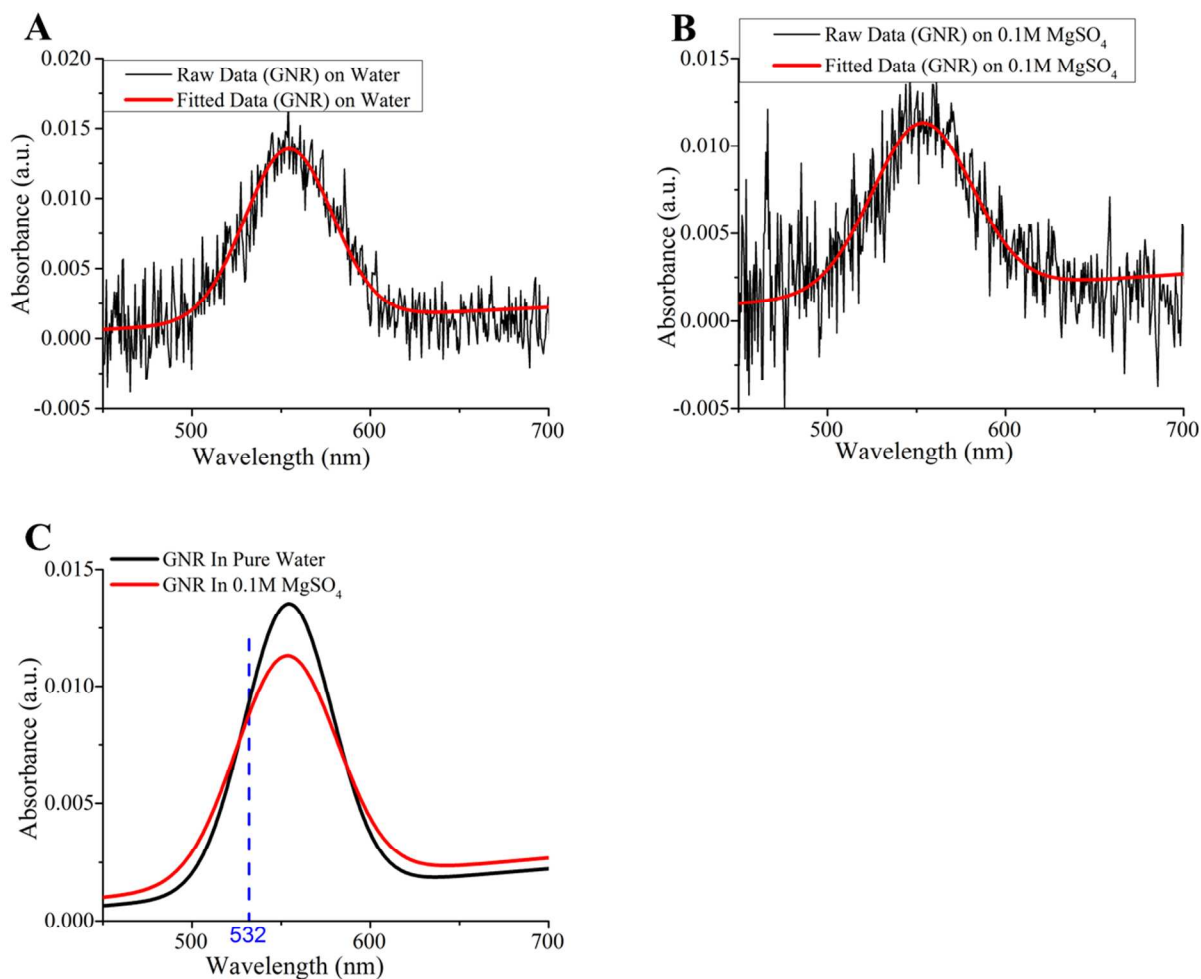 A
Raw Data (GNR) on Water
Fitted Data (GNR) on Water
Absorbance (a.u.)
0.020
0.015
0.010
0.005
0.000
-0.005
500
600
700
Wavelength (nm)
B
Raw Data (GNR) on 0.1M MgSO₄
Fitted Data (GNR) on 0.1M MgSO₄
Absorbance (a.u.)
0.015
0.010
0.005
0.000
-0.005
500
600
700
Wavelength (nm)
C
GNR In Pure Water
GNR In 0.1M MgSO₄
Absorbance (a.u.)
0.015
0.010
0.005
0.000
500
532
600
700
Wavelength (nm)